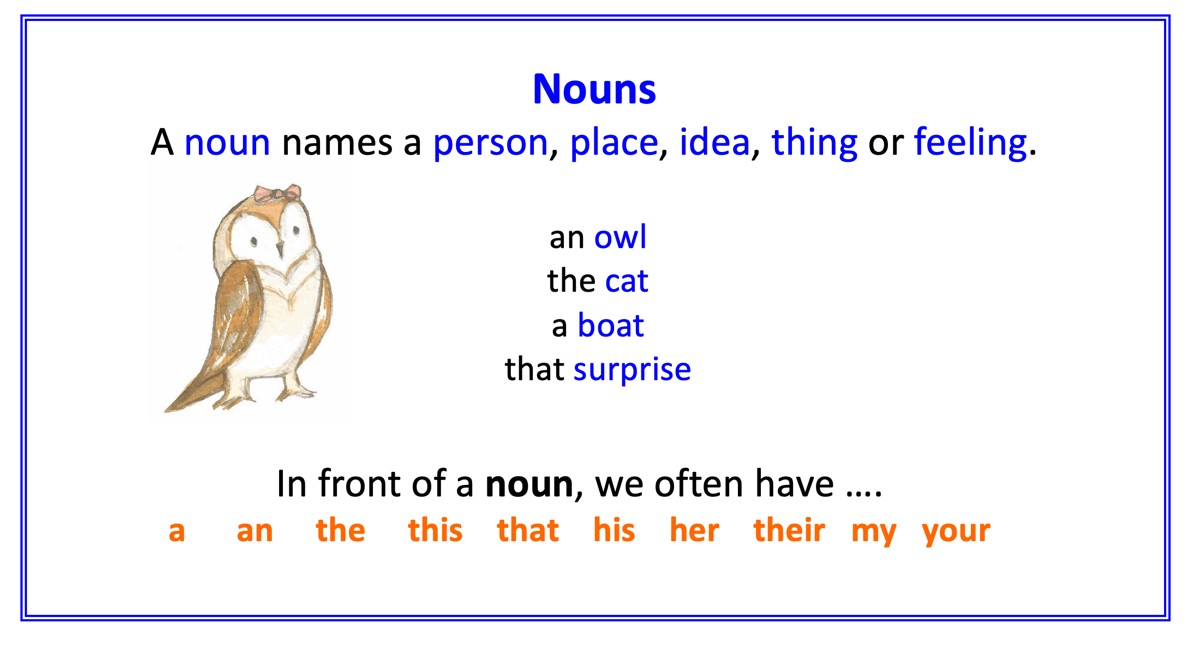 Nouns
A noun names a person, place, idea, thing or feeling.
an owl
the cat
a boat
that surprise
In front of a noun, we often have ....
a an the this that his her their my your